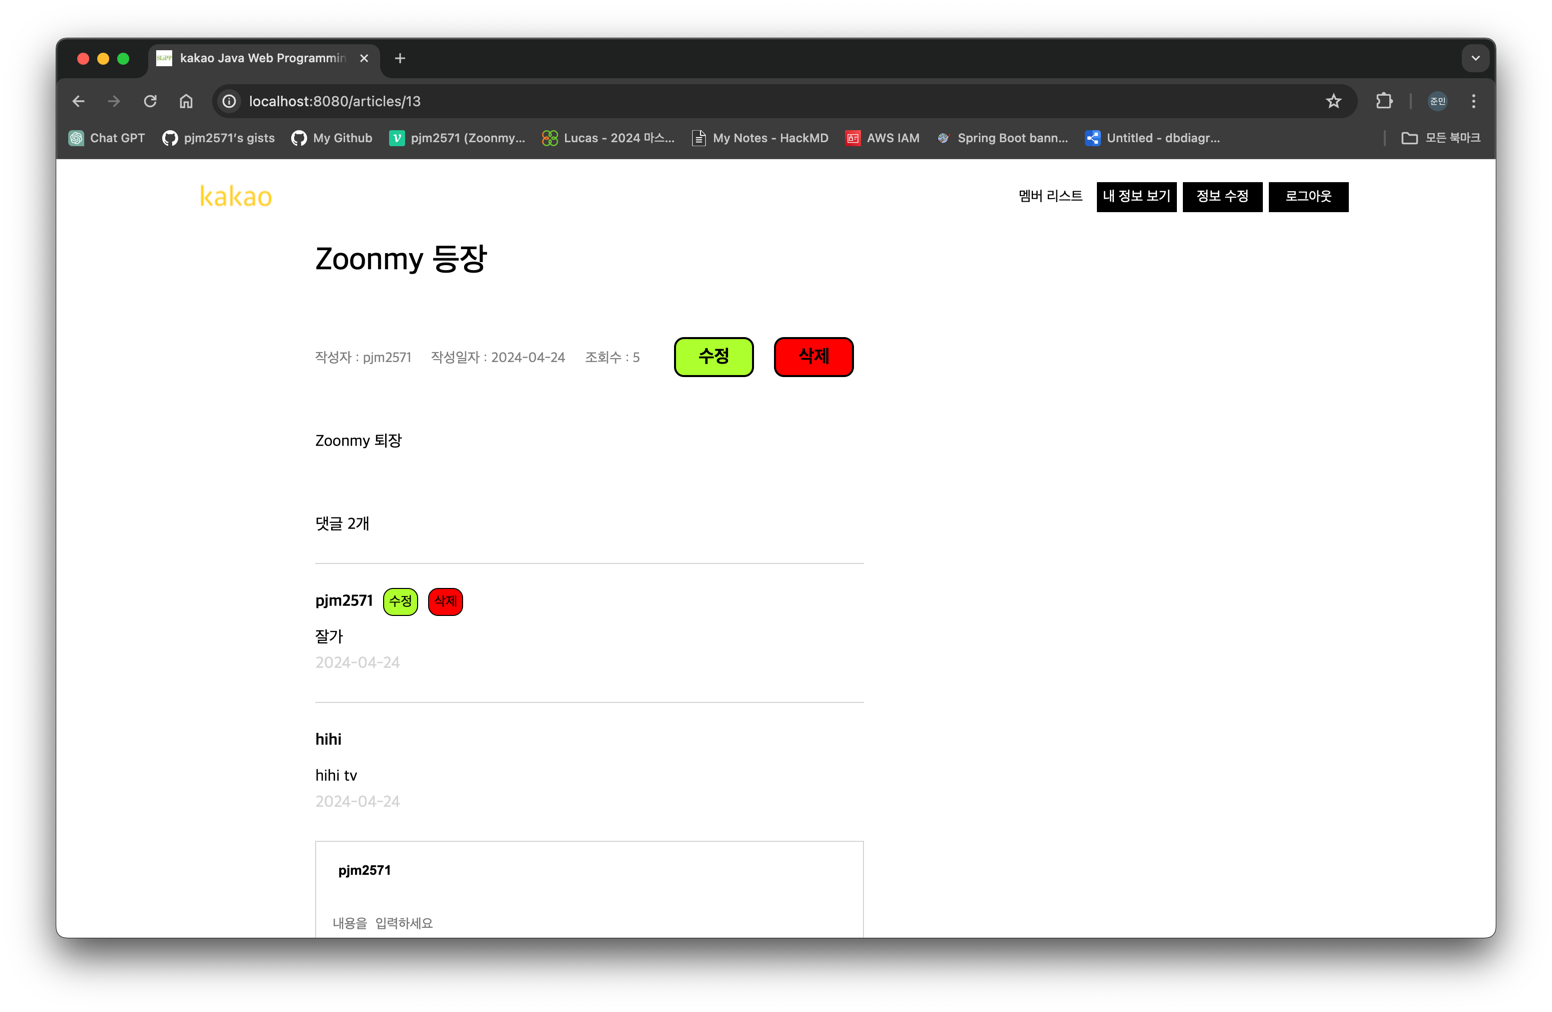 kakao Java Web Programmin
localhost:8080/articles/13
준민
Chat GPT pjm2571's gists My Github pjm2571 (Zoonmy... Lucas - 2024 마스... My Notes - HackMD AWS IAM Spring Boot bann... Untitled - dbdiagr... 모든 북마크
kakao 멤버 리스트 내 정보 보기 정보 수정 로그아웃
Zoonmy 등장
작성자 : pjm2571 작성일자 : 2024-04-24 조회수 : 5 수정 삭제
Zoonmy 퇴장
댓글 2개
pjm2571 수정 삭제
잘가
2024-04-24
hihi
hihi tv
2024-04-24
pjm2571
내용을 입력하세요